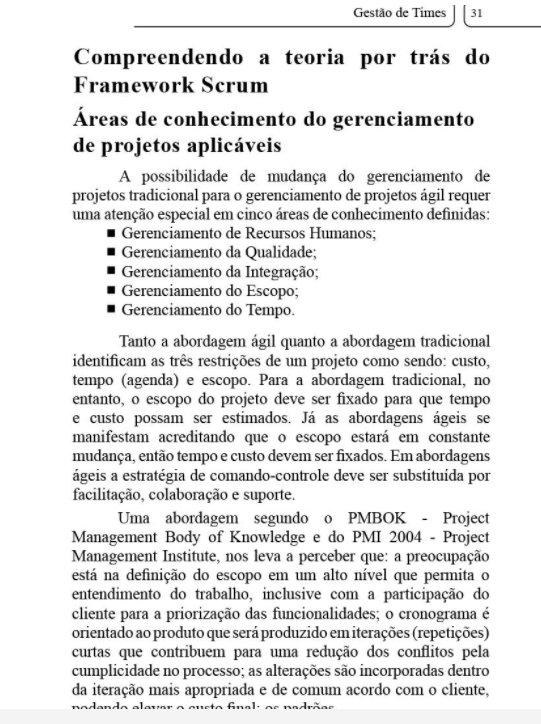 Gestão de Times 31
Compreendendo a teoria por trás do
Framework Scrum
Áreas de conhecimento do gerenciamento
de projetos aplicáveis
A possibilidade de mudança do gerenciamento de
projetos tradicional para o gerenciamento de projetos ágil requer
uma atenção especial em cinco áreas de conhecimento definidas:
■ Gerenciamento de Recursos Humanos;
■ Gerenciamento da Qualidade;
■ Gerenciamento da Integração;
■ Gerenciamento do Escopo;
■ Gerenciamento do Tempo.
Tanto a abordagem ágil quanto a abordagem tradicional
identificam as três restrições de um projeto como sendo: custo,
tempo (agenda) e escopo. Para a abordagem tradicional, no
entanto, o escopo do projeto deve ser fixado para que tempo
e custo possam ser estimados. Já as abordagens ágeis se
manifestam acreditando que o escopo estará em constante
mudança, então tempo e custo devem ser fixados. Em abordagens
ágeis a estratégia de comando-controle deve ser substituída por
facilitação, colaboração e suporte.
Uma abordagem segundo o PMBOK - Project
Management Body of Knowledge e do PMI 2004 - Project
Management Institute, nos leva a perceber que: a preocupação
está na definição do escopo em um alto nível que permita o
entendimento do trabalho, inclusive com a participação do
cliente para a priorização das funcionalidades; o cronograma é
orientado ao produto que será produzido em iterações (repetições)
curtas que contribuem para uma redução dos conflitos pela
cumplicidade no processo; as alterações são incorporadas dentro
da iteração mais apropriada e de comum acordo com o cliente,
podendo elevar o custo final; os padrões